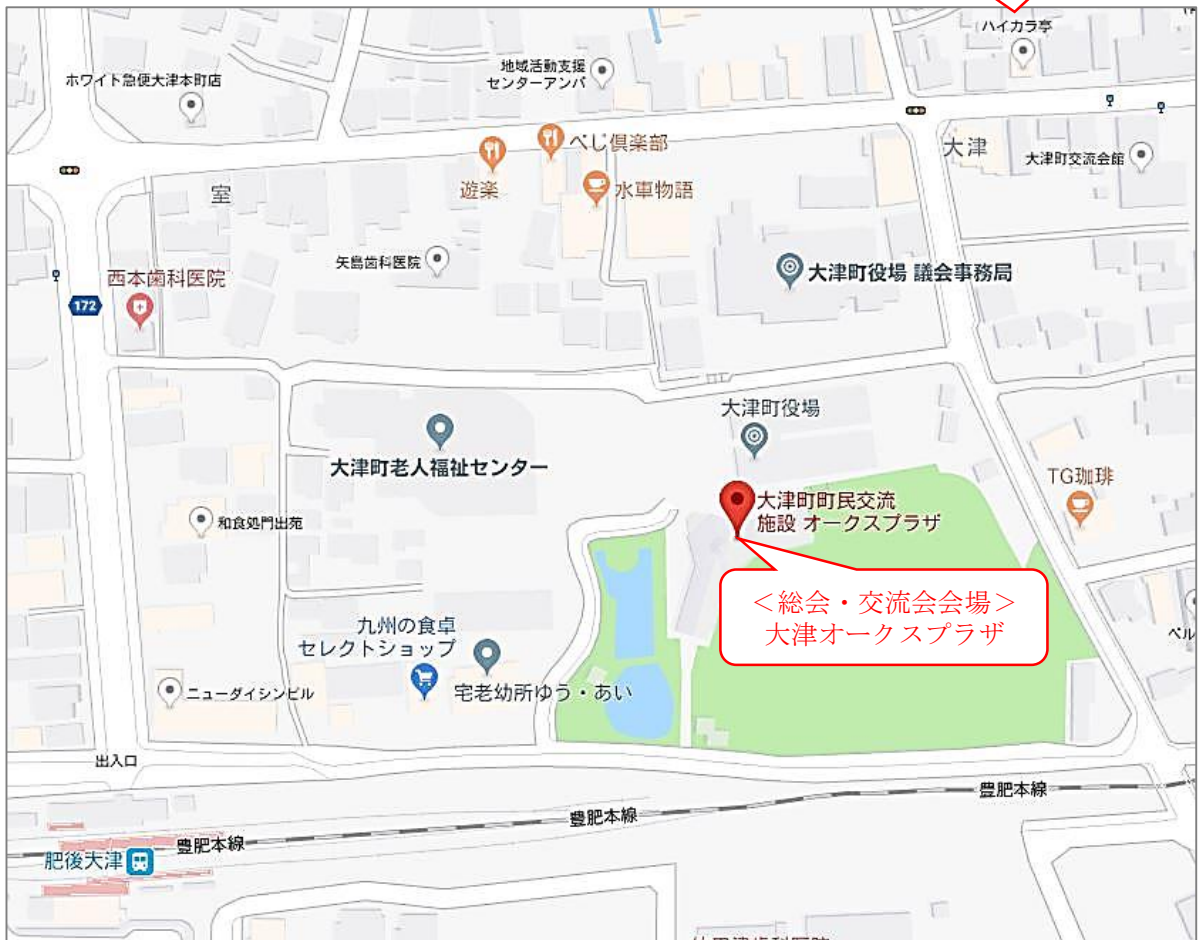 ハイカラ亭
ホワイト急便大津本町店
地域活動支援
センターアンバ
べじ倶楽部
遊楽
水車物語
室
大津
大津町交流会館
矢島歯科医院
大津町役場 議会事務局
西本歯科医院
172
大津町役場
大津町老人福祉センター
TG珈琲
大津町町民交流
施設 オークスプラザ
和食処門出苑
＜総会・交流会会場＞
大津オークスプラザ
九州の食卓
セレクトショップ
宅老幼所ゆう・あい
ベル
ニューダイシンビル
出入口
豊肥本線
豊肥本線
豊肥本線
肥後大津